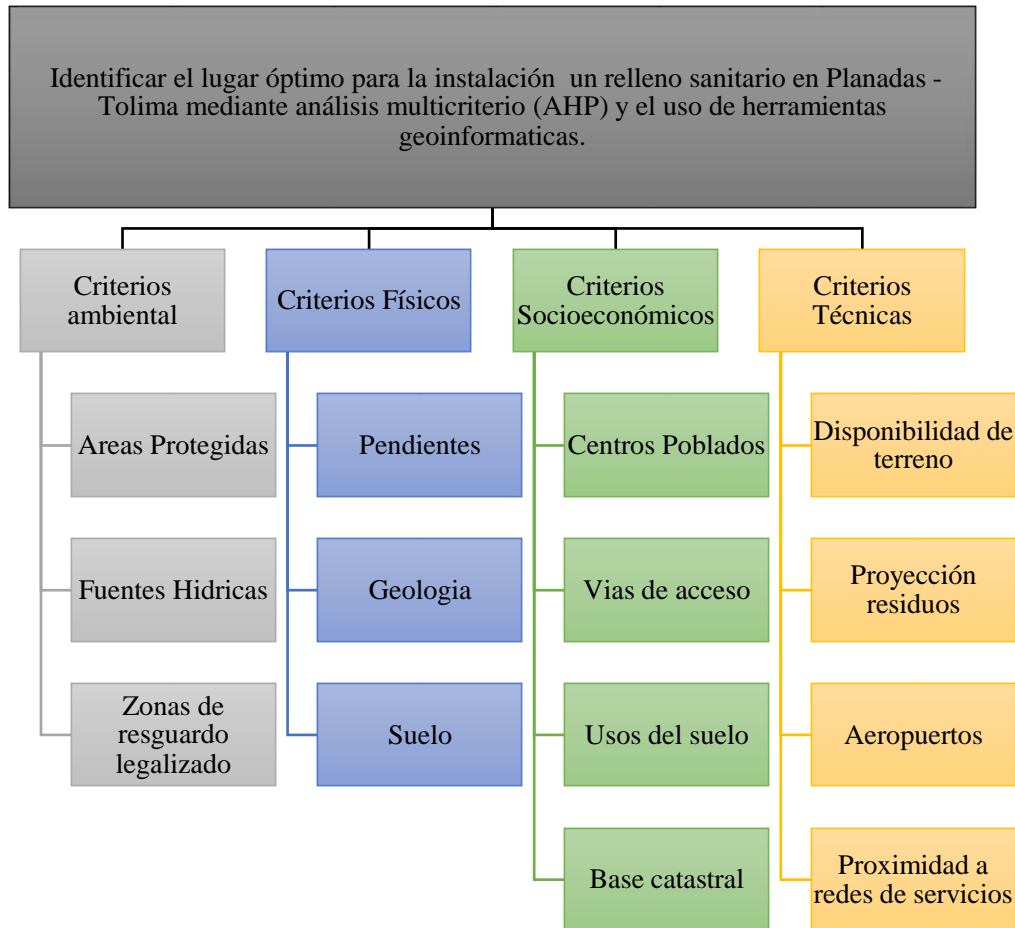 Identificar el lugar óptimo para la instalación un relleno sanitario en Planadas -
Tolima mediante análisis multicriterio (AHP) y el uso de herramientas
geoinformaticas.
Criterios
ambiental
Areas Protegidas
Fuentes Hidricas
Zonas de
resguardo
legalizado
Criterios Físicos
Pendientes
Geologia
Suelo
Criterios
Socioeconómicos
Centros Poblados
Vias de acceso
Usos del suelo
Base catastral
Criterios
Técnicas
Disponibilidad de
terreno
Proyección
residuos
Aeropuertos
Proximidad a
redes de servicios